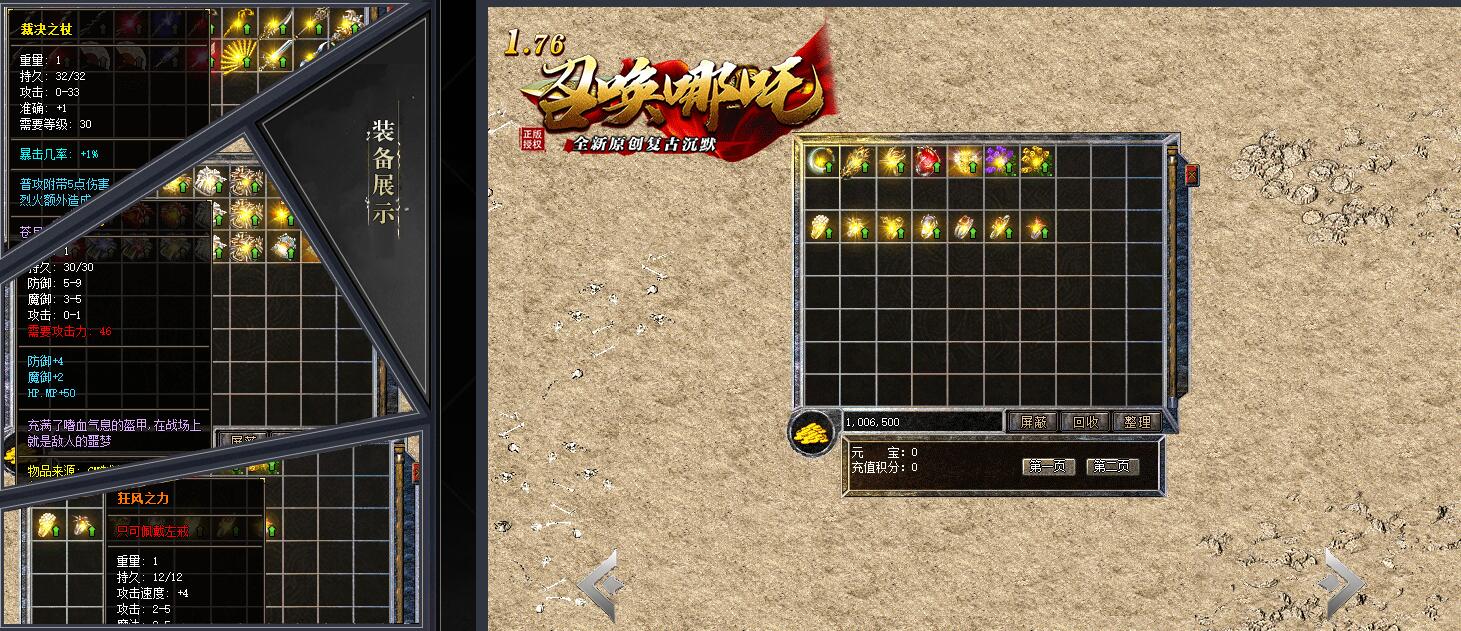 裁决之杖
重量: 1
持久: 32/32
攻击: 0-33
准确: +1
需要等级: 30
暴击几率: +1%
普攻附带5点伤害
烈火额外造成
装备展示
1
持久: 30/30
防御: 5-9
魔御: 3-5
攻击: 0-1
需要攻击力: 46
防御+4
魔御+2
HP.MP+50
充满了嗜血气息的盔甲,在战场上
就是敌人的噩梦
物品来源:
狂风之力
只可佩戴左戒
重量: 1
持久: 12/12
攻击速度: +4
攻击: 2-5
1.76
召唤哪吒
正版授权
全新原创复古沉默
1,006,500
屏蔽
回收
整理
元 宝: 0
充值积分: 0
第一页
第二页